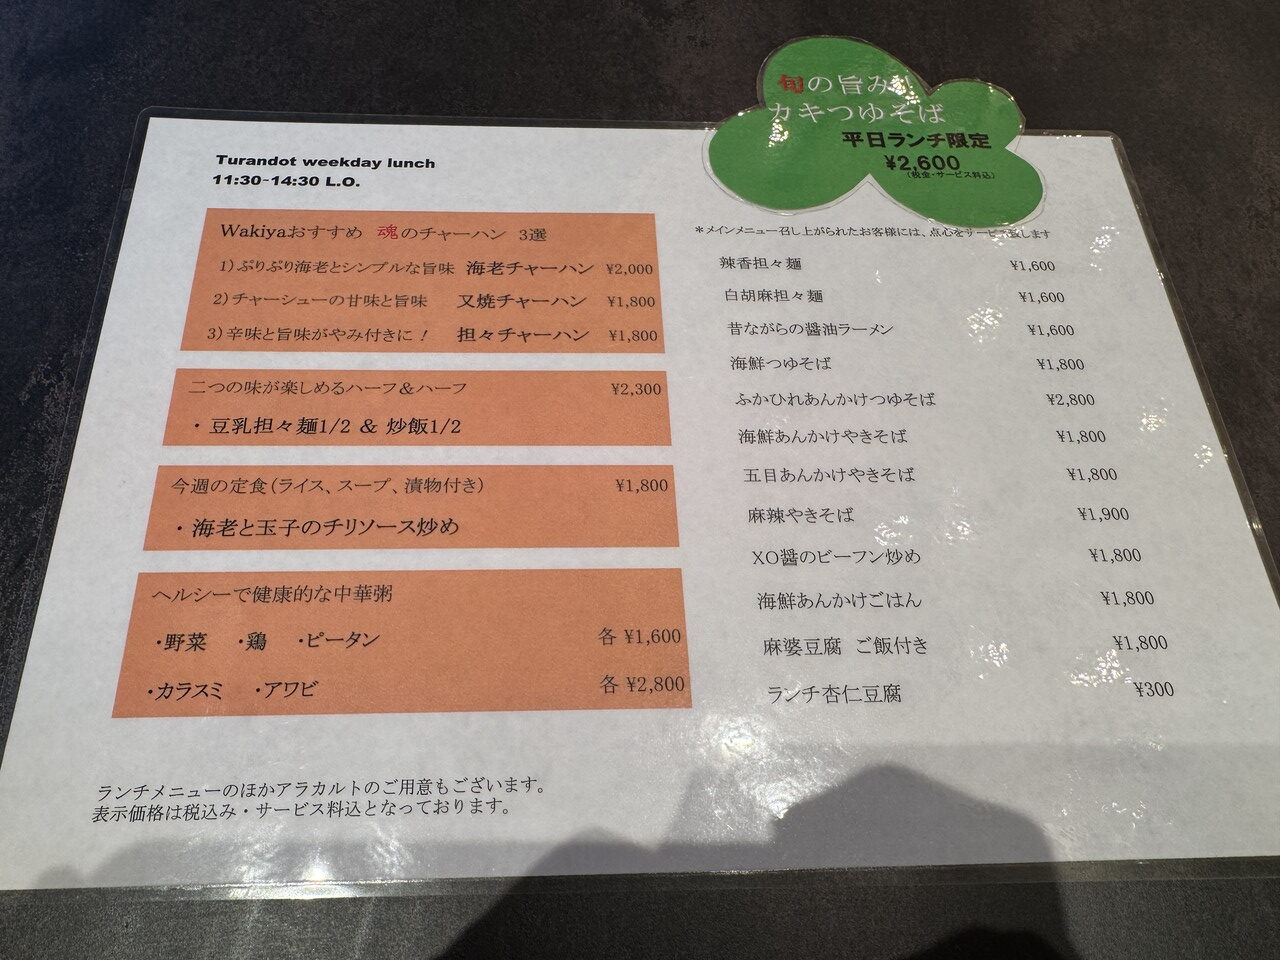 旬の旨み!
カキつゆそば
平日ランチ限定
¥2,600
(税金・サービス料込)
Turandot weekday lunch
11:30-14:30 L.O.
Wakiyaおすすめ 魂のチャーハン 3選
1)ぷりぷり海老とシンプルな旨味 海老チャーハン ¥2,000
2)チャーシューの甘味と旨味 叉焼チャーハン ¥1,800
3)辛味と旨味がやみ付きに！ 担々チャーハン ¥1,800
二つの味が楽しめるハーフ＆ハーフ ¥2,300
・豆乳担々麺1/2 & 炒飯1/2
今週の定食(ライス、スープ、漬物付き) ¥1,800
・海老と玉子のチリソース炒め
ヘルシーで健康的な中華粥
・野菜 ・鶏 ・ピータン 各 ¥1,600
・カラスミ ・アワビ 各 ¥2,800
＊メインメニュー召し上がられたお客様には、点心をサービス致します
辣香担々麺 ¥1,600
白胡麻担々麺 ¥1,600
昔ながらの醤油ラーメン ¥1,600
海鮮つゆそば ¥1,800
ふかひれあんかけつゆそば ¥2,800
海鮮あんかけやきそば ¥1,800
五目あんかけやきそば ¥1,800
麻辣やきそば ¥1,900
XO醤のビーフン炒め ¥1,800
海鮮あんかけごはん ¥1,800
麻婆豆腐 ご飯付き ¥1,800
ランチ杏仁豆腐 ¥300
ランチメニューのほかアラカルトのご用意もございます。
表示価格は税込み・サービス料込となっております。